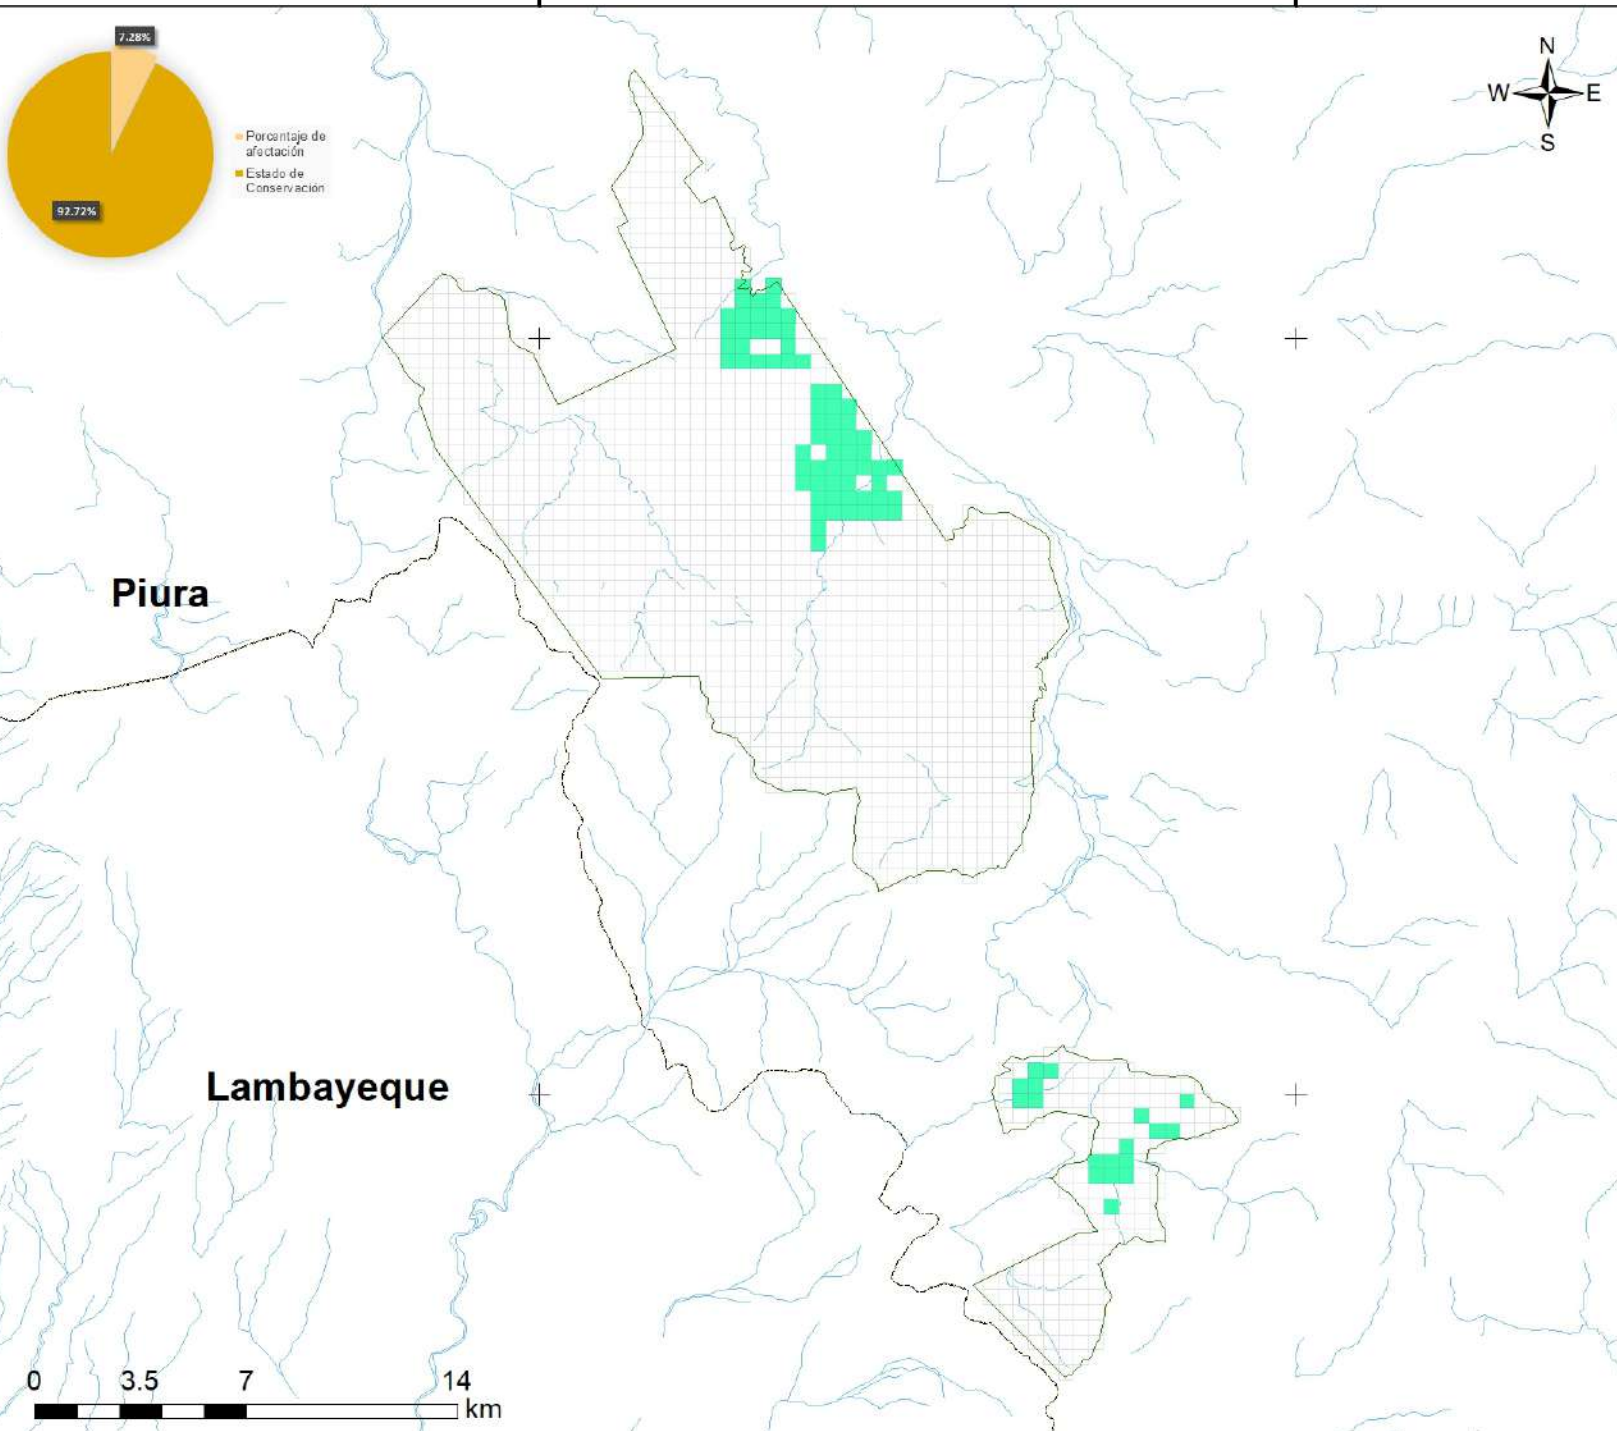 7.28%
Porcentaje de
afectación
Estado de
Conservación
92.72%
N
W E
S
Piura
Lambayeque
0 3.5 7 14
km